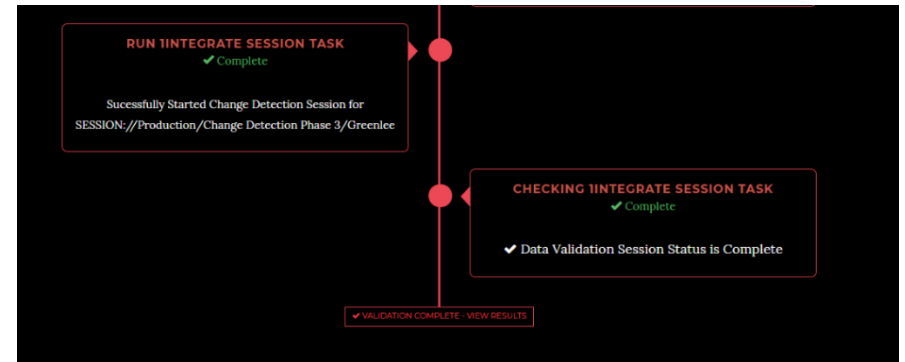 RUN 1INTEGRATE SESSION TASK
✔ Complete
Sucessfully Started Change Detection Session for
SESSION://Production/Change Detection Phase 3/Greenlee
CHECKING 1INTEGRATE SESSION TASK
✔ Complete
✔ Data Validation Session Status is Complete
✔ VALIDATION COMPLETE - VIEW RESULTS